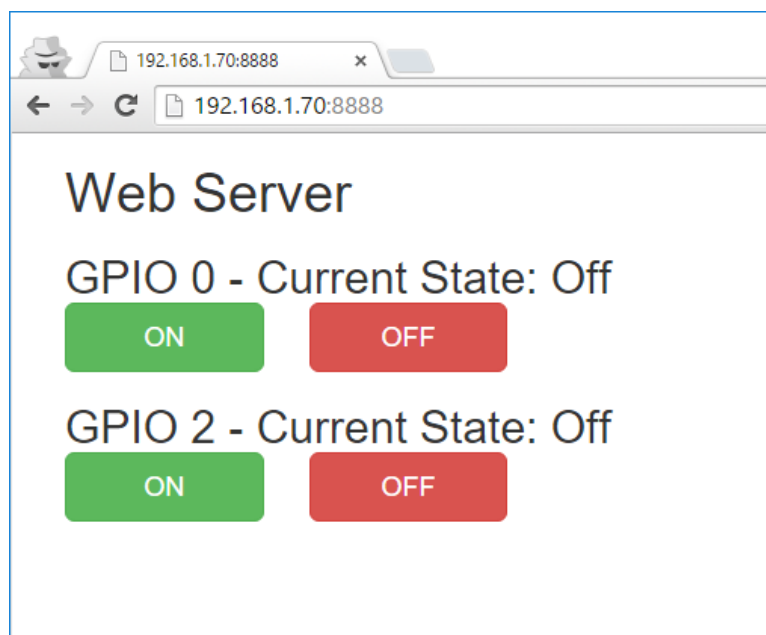 192.168.1.70:8888
192.168.1.70:8888
Web Server
GPIO 0 - Current State: Off
ON OFF
GPIO 2 - Current State: Off
ON OFF